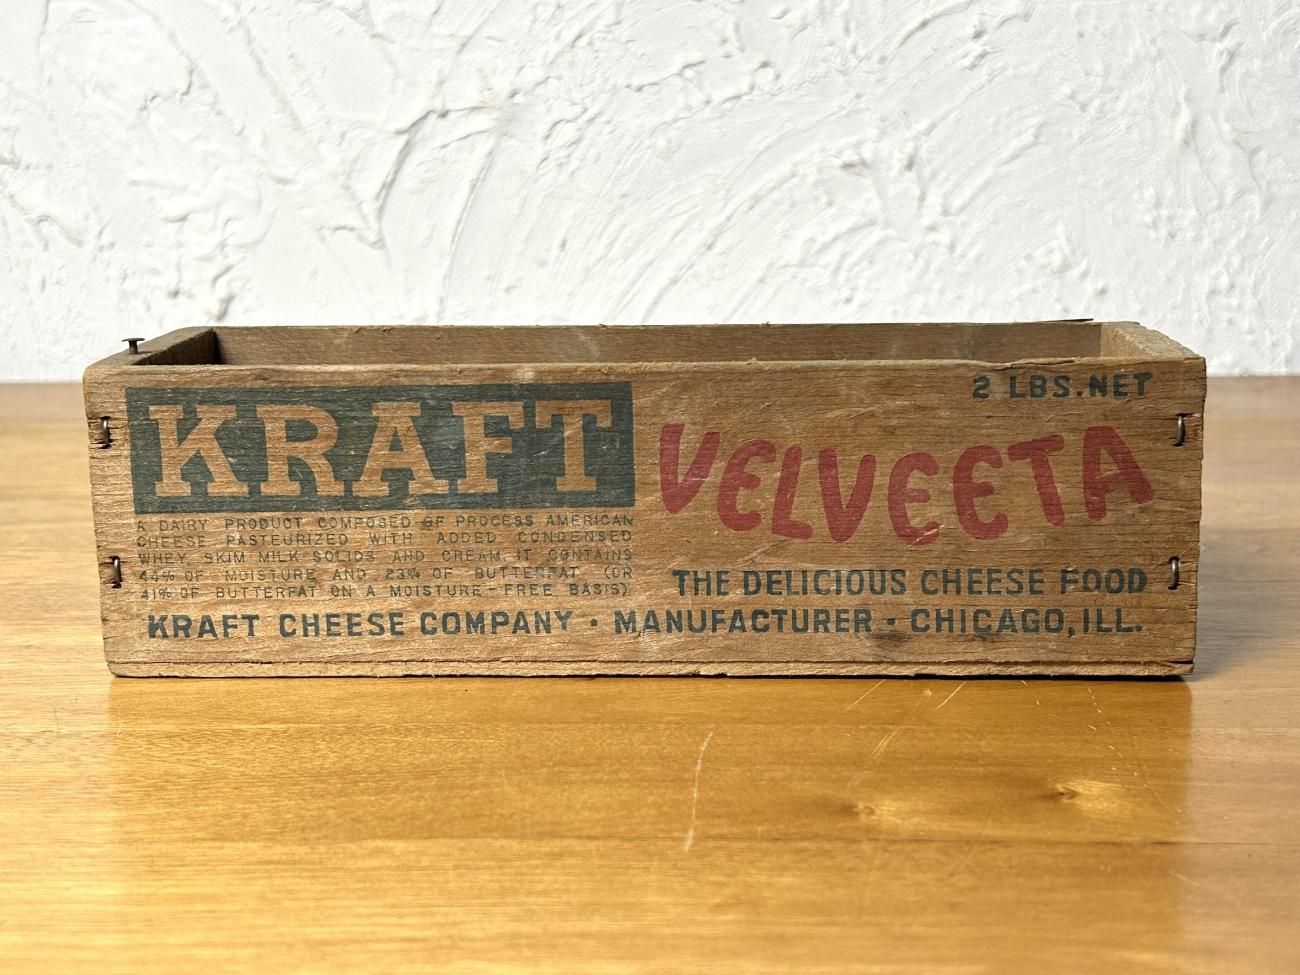 KRAFT
A DAIRY PRODUCT COMPOSED OF PROCESS AMERICAN
CHEESE PASTEURIZED WITH ADDED CONDENSED
WHEY, SKIM MILK SOLIDS AND CREAM. IT CONTAINS
44% OF MOISTURE AND 23% OF BUTTERFAT (OR
41% OF BUTTERFAT ON A MOISTURE-FREE BASIS)
2 LBS. NET
VELVEETA
THE DELICIOUS CHEESE FOOD
KRAFT CHEESE COMPANY · MANUFACTURER · CHICAGO, ILL.